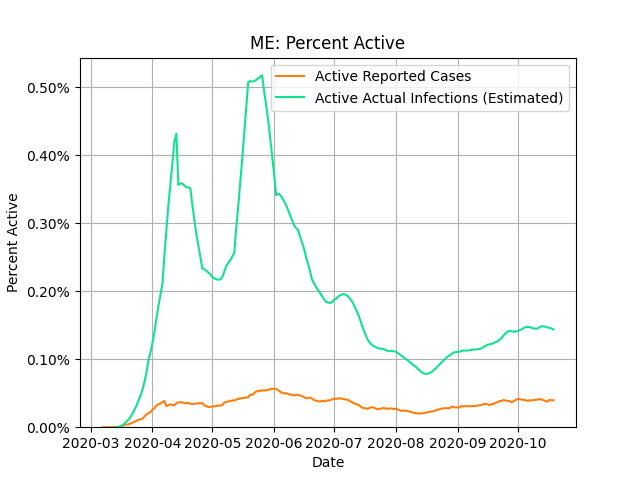 ME: Percent Active
Active Reported Cases
Active Actual Infections (Estimated)
Percent Active
0.50%
0.40%
0.30%
0.20%
0.10%
0.00%
2020-03 2020-04 2020-05 2020-06 2020-07 2020-08 2020-09 2020-10
Date